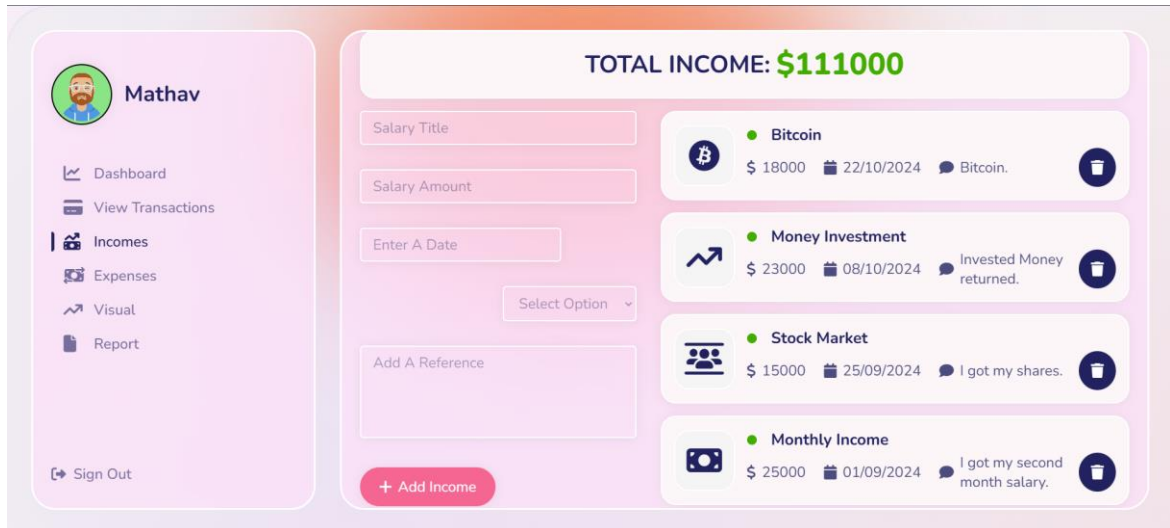 Mathav
Dashboard
View Transactions
Incomes
Expenses
Visual
Report
Sign Out
TOTAL INCOME: $111000
Salary Title
Salary Amount
Enter A Date
Select Option
Add A Reference
+ Add Income
Bitcoin
$ 18000 22/10/2024 Bitcoin.
Money Investment
$ 23000 08/10/2024 Invested Money
returned.
Stock Market
$ 15000 25/09/2024 I got my shares.
Monthly Income
$ 25000 01/09/2024 I got my second
month salary.